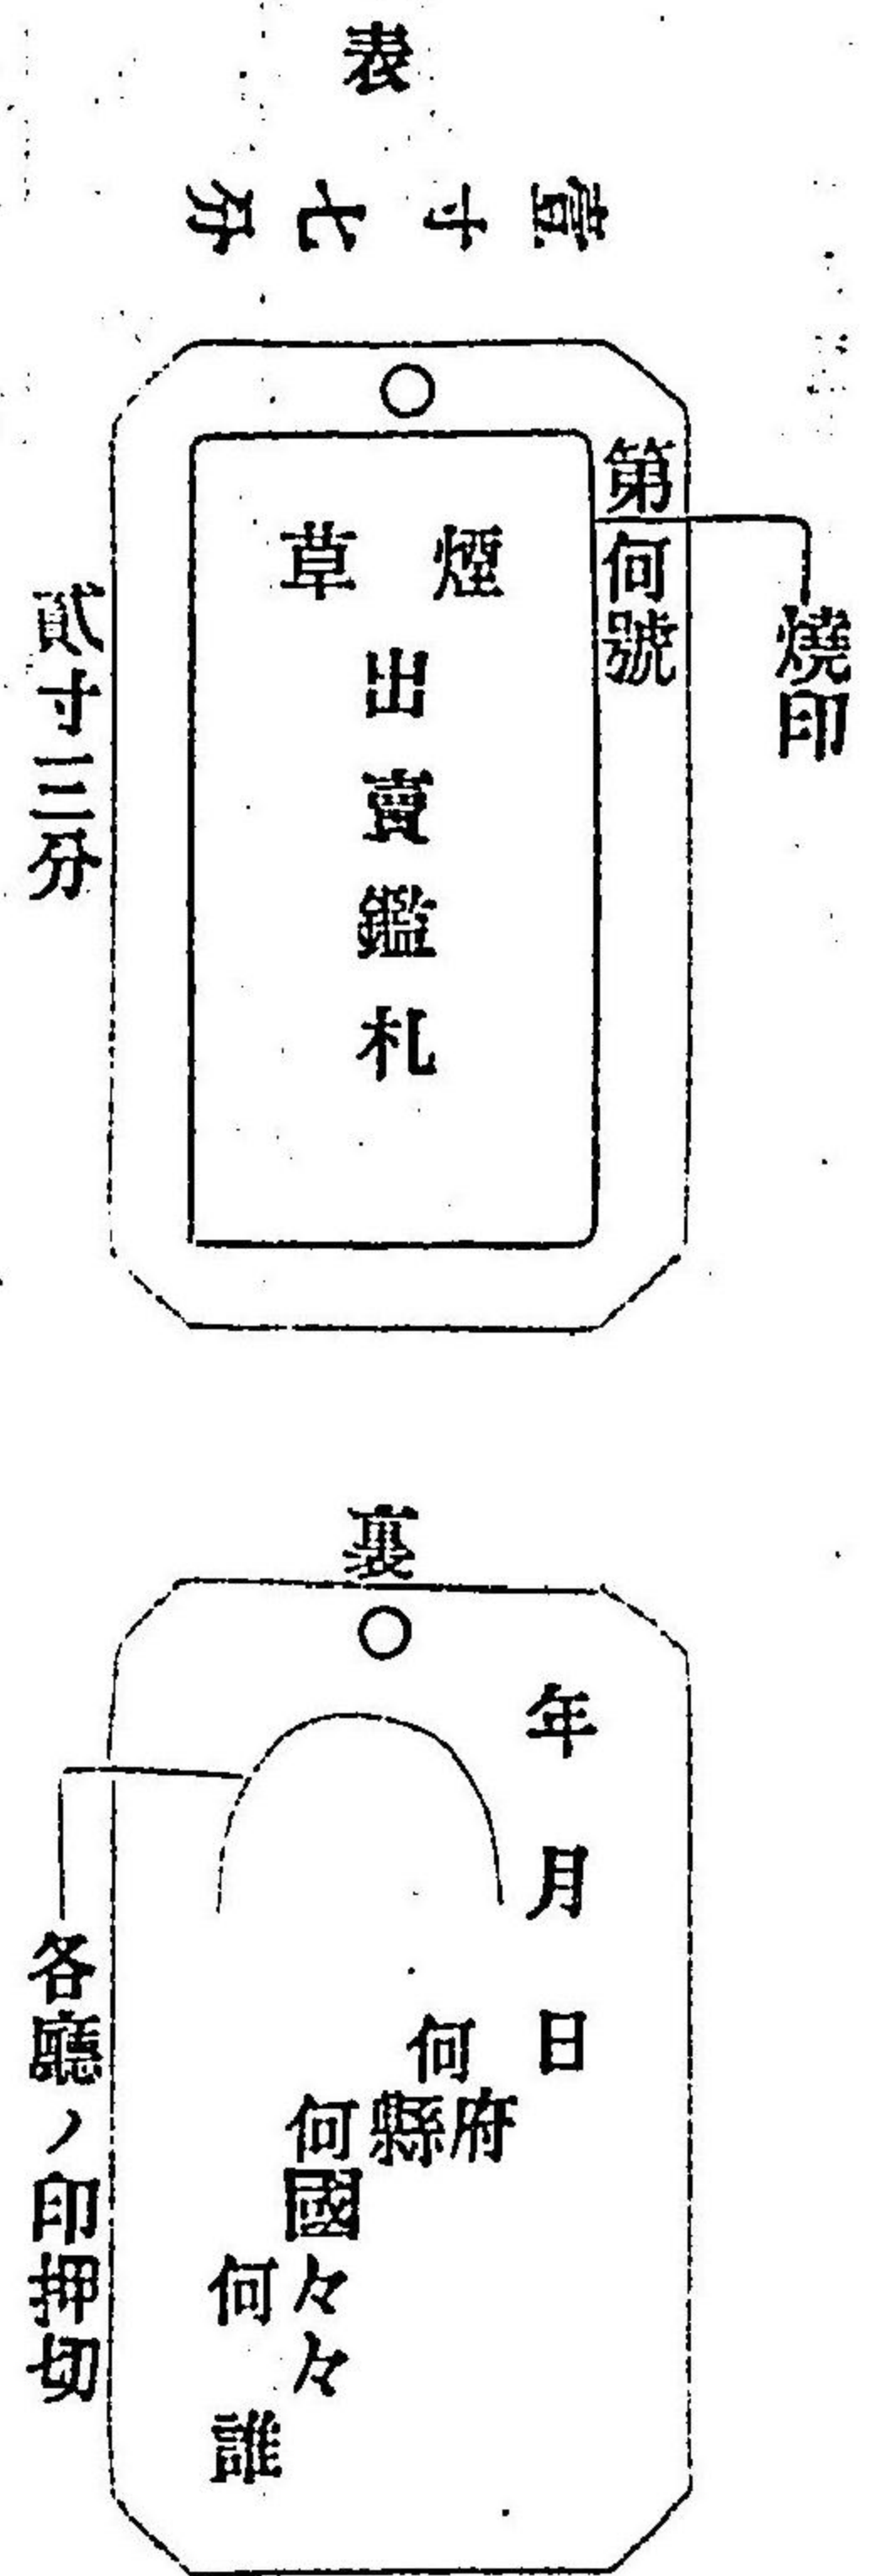 表
壹寸七分
燒印
第何號
煙草
出賣鑑札
貳寸三分
裏
年月日
何府縣
何國々々
何誰
各廳ノ印押切